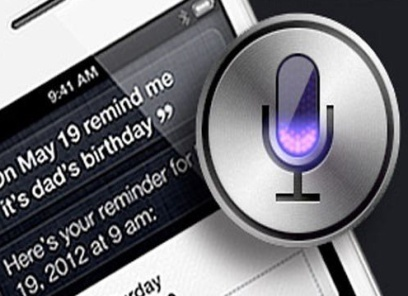 9:41 AM
On May 19 remind me
it's dad's birthday ”
Here's your reminder for
19, 2012 at 9 am: